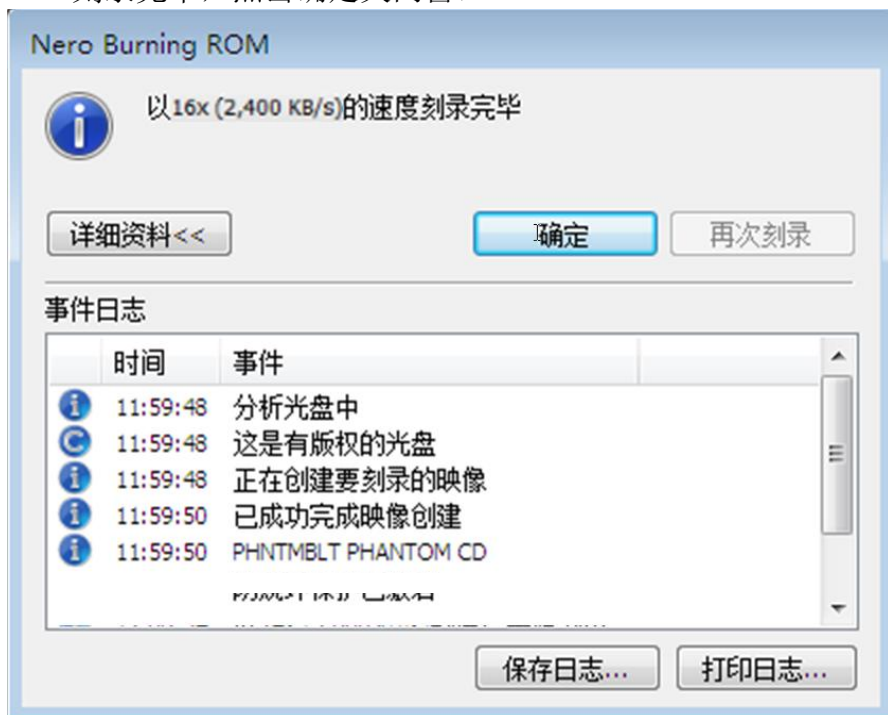 Nero Burning ROM
以16x (2,400 KB/s)的速度刻录完毕
详细资料<<
确定
再次刻录
事件日志
时间 事件
11:59:48 分析光盘中
11:59:48 这是有版权的光盘
11:59:48 正在创建要刻录的映像
11:59:50 已成功完成映像创建
11:59:50 PHNTMBLT PHANTOM CD
保存日志...
打印日志...